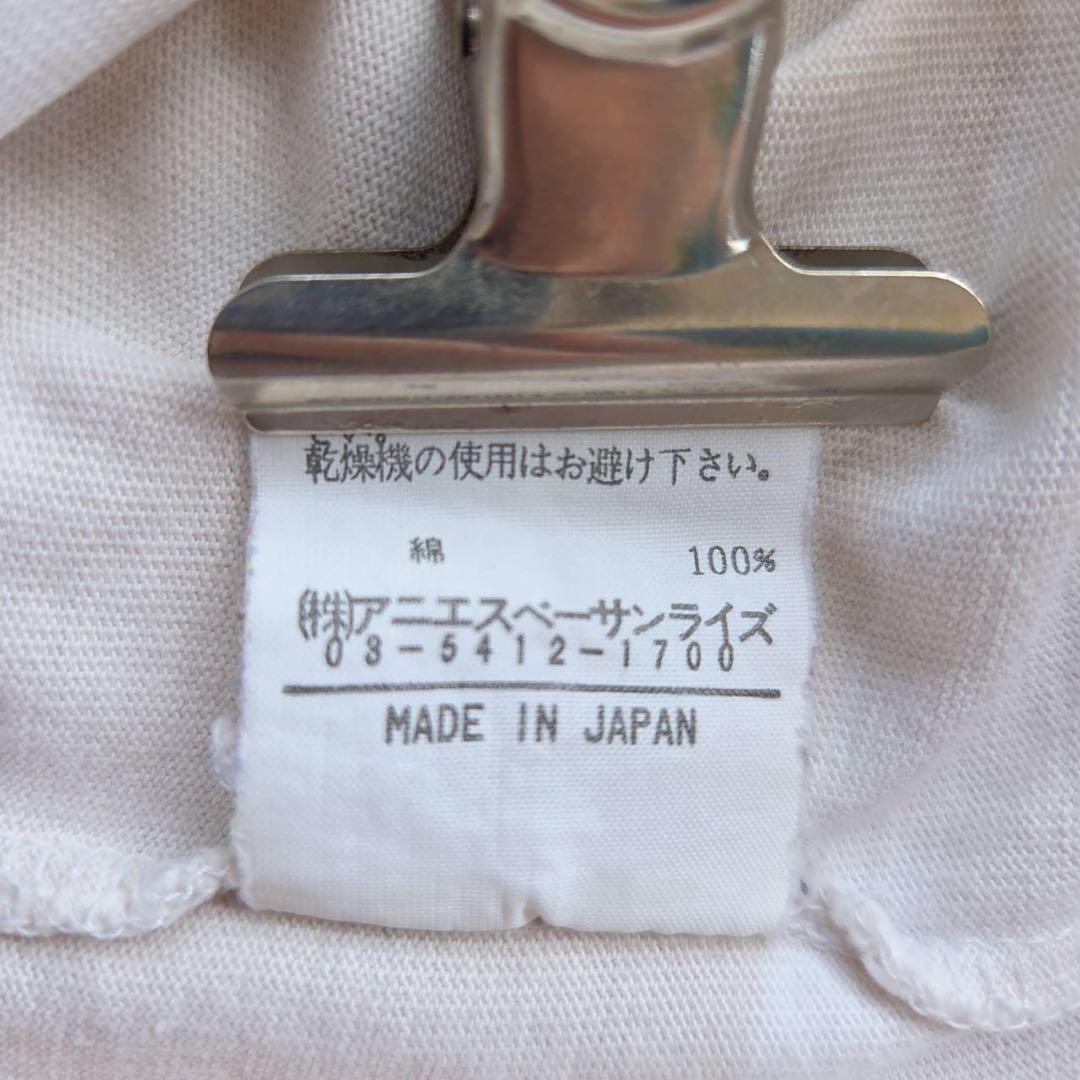 乾燥機の使用はお避け下さい。
綿 100%
(株)アニエスベーサンライズ
03-5412-1700
MADE IN JAPAN